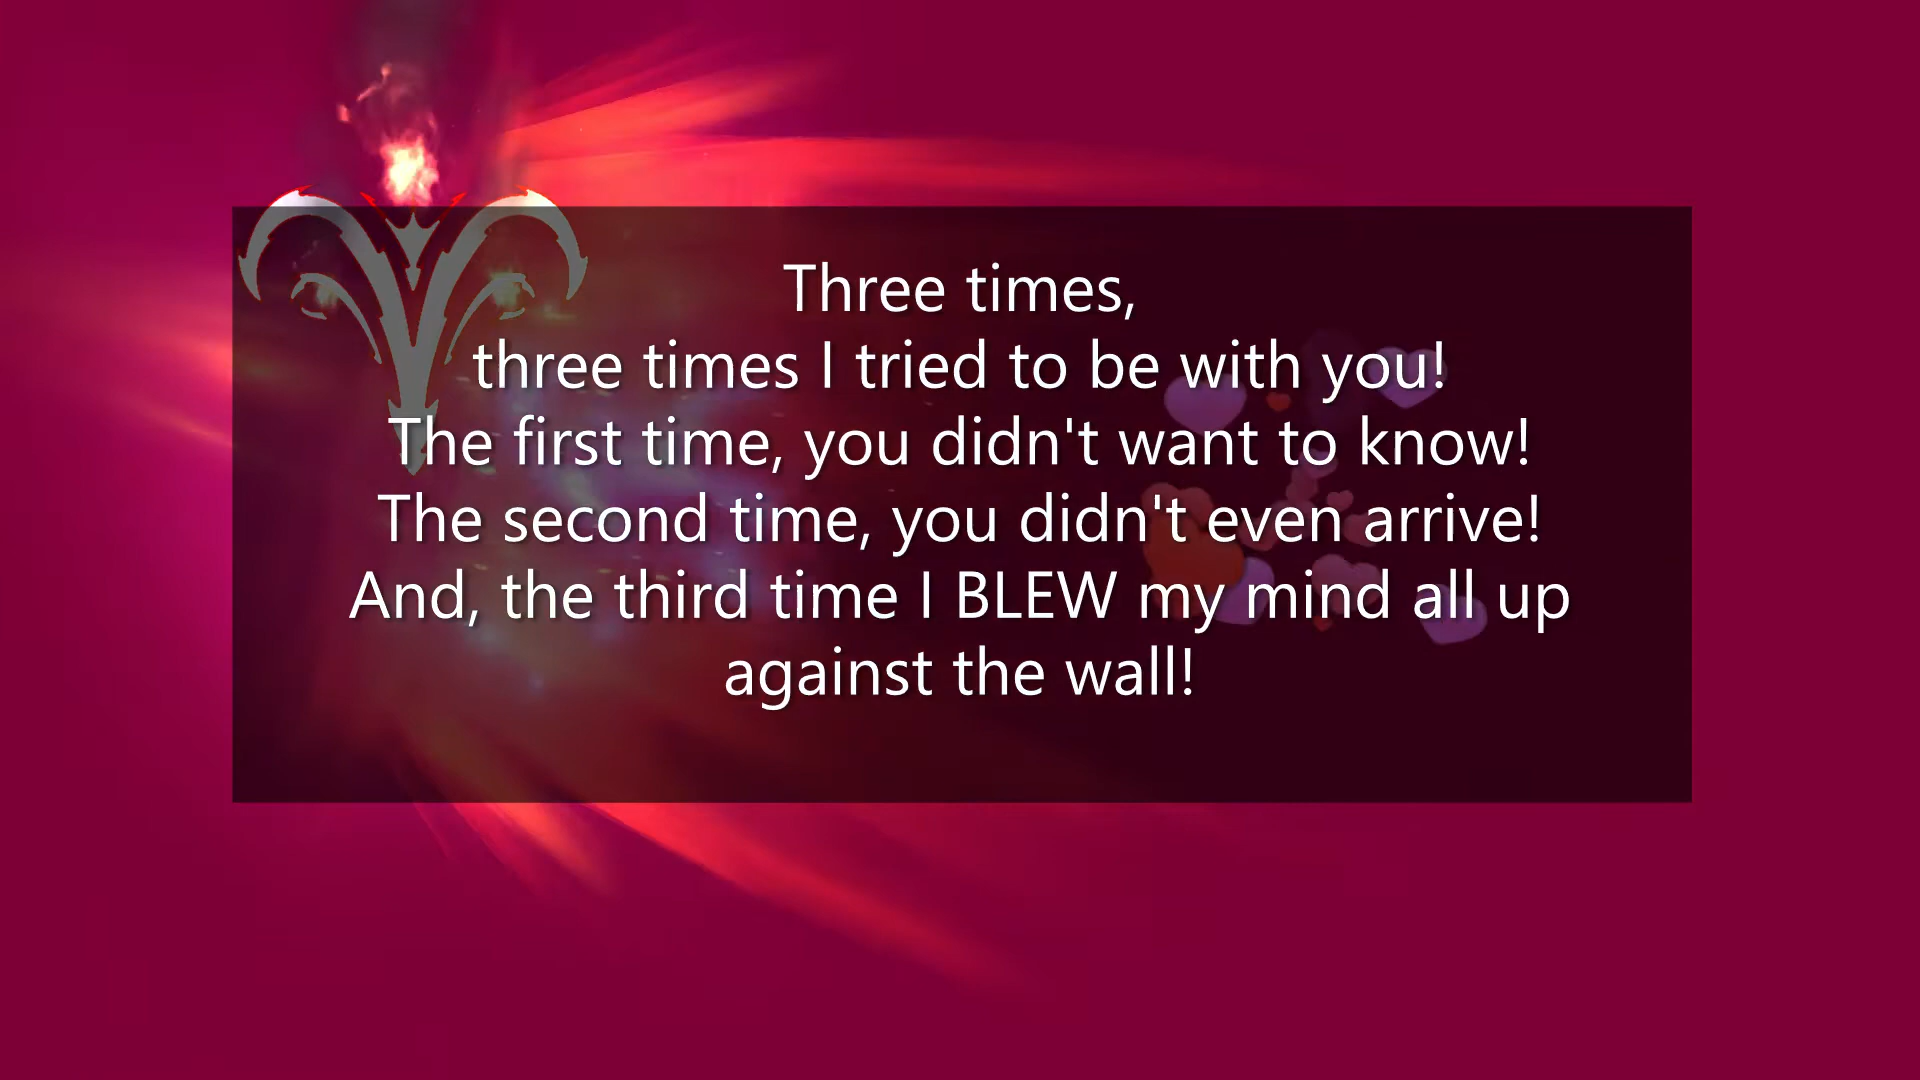 Three times,
three times I tried to be with you!
The first time, you didn't want to know!
The second time, you didn't even arrive!
And, the third time I BLEW my mind all up
against the wall!